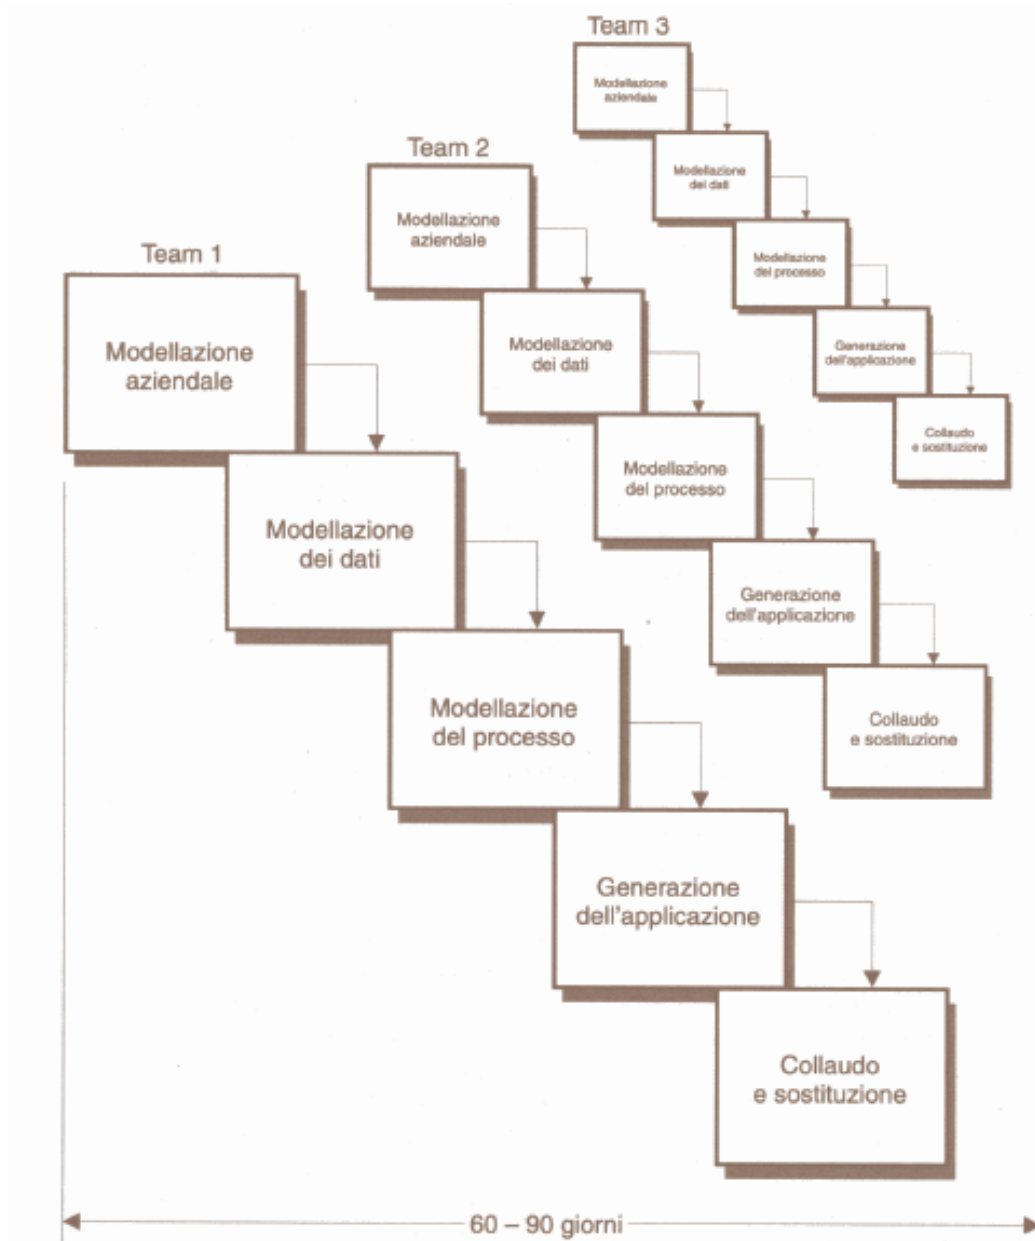 Team 1
Modellazione
aziendale
Modellazione
dei dati
Modellazione
del processo
Generazione
dell'applicazione
Collaudo
e sostituzione
Team 2
Modellazione
aziendale
Modellazione
dei dati
Modellazione
del processo
Generazione
dell'applicazione
Collaudo
e sostituzione
Team 3
Modellazione
aziendale
Modellazione
dei dati
Modellazione
del processo
Generazione
dell'applicazione
Collaudo
e sostituzione
60 – 90 giorni